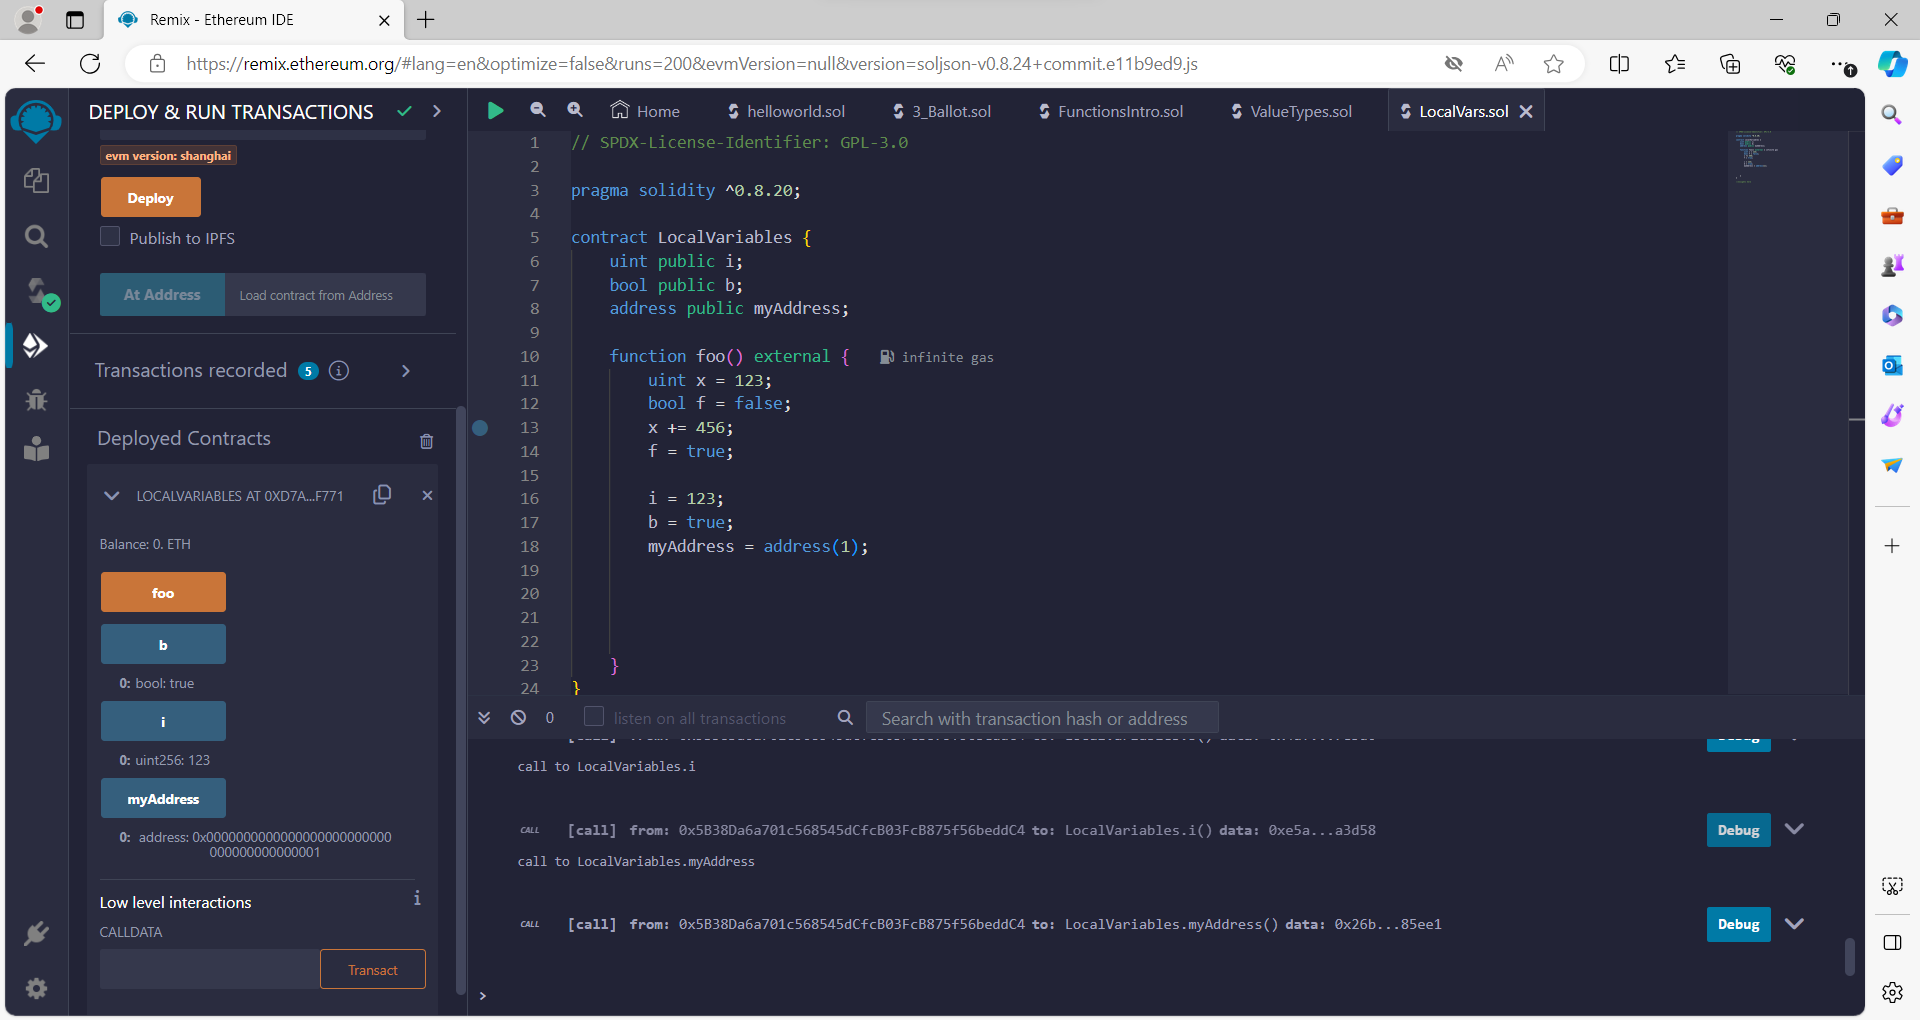 Remix - Ethereum IDE
https://remix.ethereum.org/#lang=en&optimize=false&runs=200&evmVersion=null&version=soljson-v0.8.24+commit.e11b9ed9.js
DEPLOY & RUN TRANSACTIONS
evm version: shanghai
Deploy
Publish to IPFS
At Address
Load contract from Address
Transactions recorded 5
Deployed Contracts
LOCALVARIABLES AT 0XD7A...F771
Balance: 0. ETH
foo
b
0: bool: true
i
0: uint256: 123
myAddress
0: address: 0x0000000000000000000000000
000000000000001
Low level interactions
CALLDATA
Transact
Home
helloworld.sol
3_Ballot.sol
FunctionsIntro.sol
ValueTypes.sol
LocalVars.sol
1 // SPDX-License-Identifier: GPL-3.0
2
3 pragma solidity ^0.8.20;
4
5 contract LocalVariables {
6 uint public i;
7 bool public b;
8 address public myAddress;
9
10 function foo() external { infinite gas
11 uint x = 123;
12 bool f = false;
13 x += 456;
14 f = true;
15
16 i = 123;
17 b = true;
18 myAddress = address(1);
19
20
21
22
23 }
24 }
0 listen on all transactions Search with transaction hash or address
call to LocalVariables.i
CALL [call] from: 0x5B38Da6a701c568545dCfcB03FcB875f56beddC4 to: LocalVariables.i() data: 0xe5a...a3d58 Debug
call to LocalVariables.myAddress
CALL [call] from: 0x5B38Da6a701c568545dCfcB03FcB875f56beddC4 to: LocalVariables.myAddress() data: 0x26b...85ee1 Debug
>